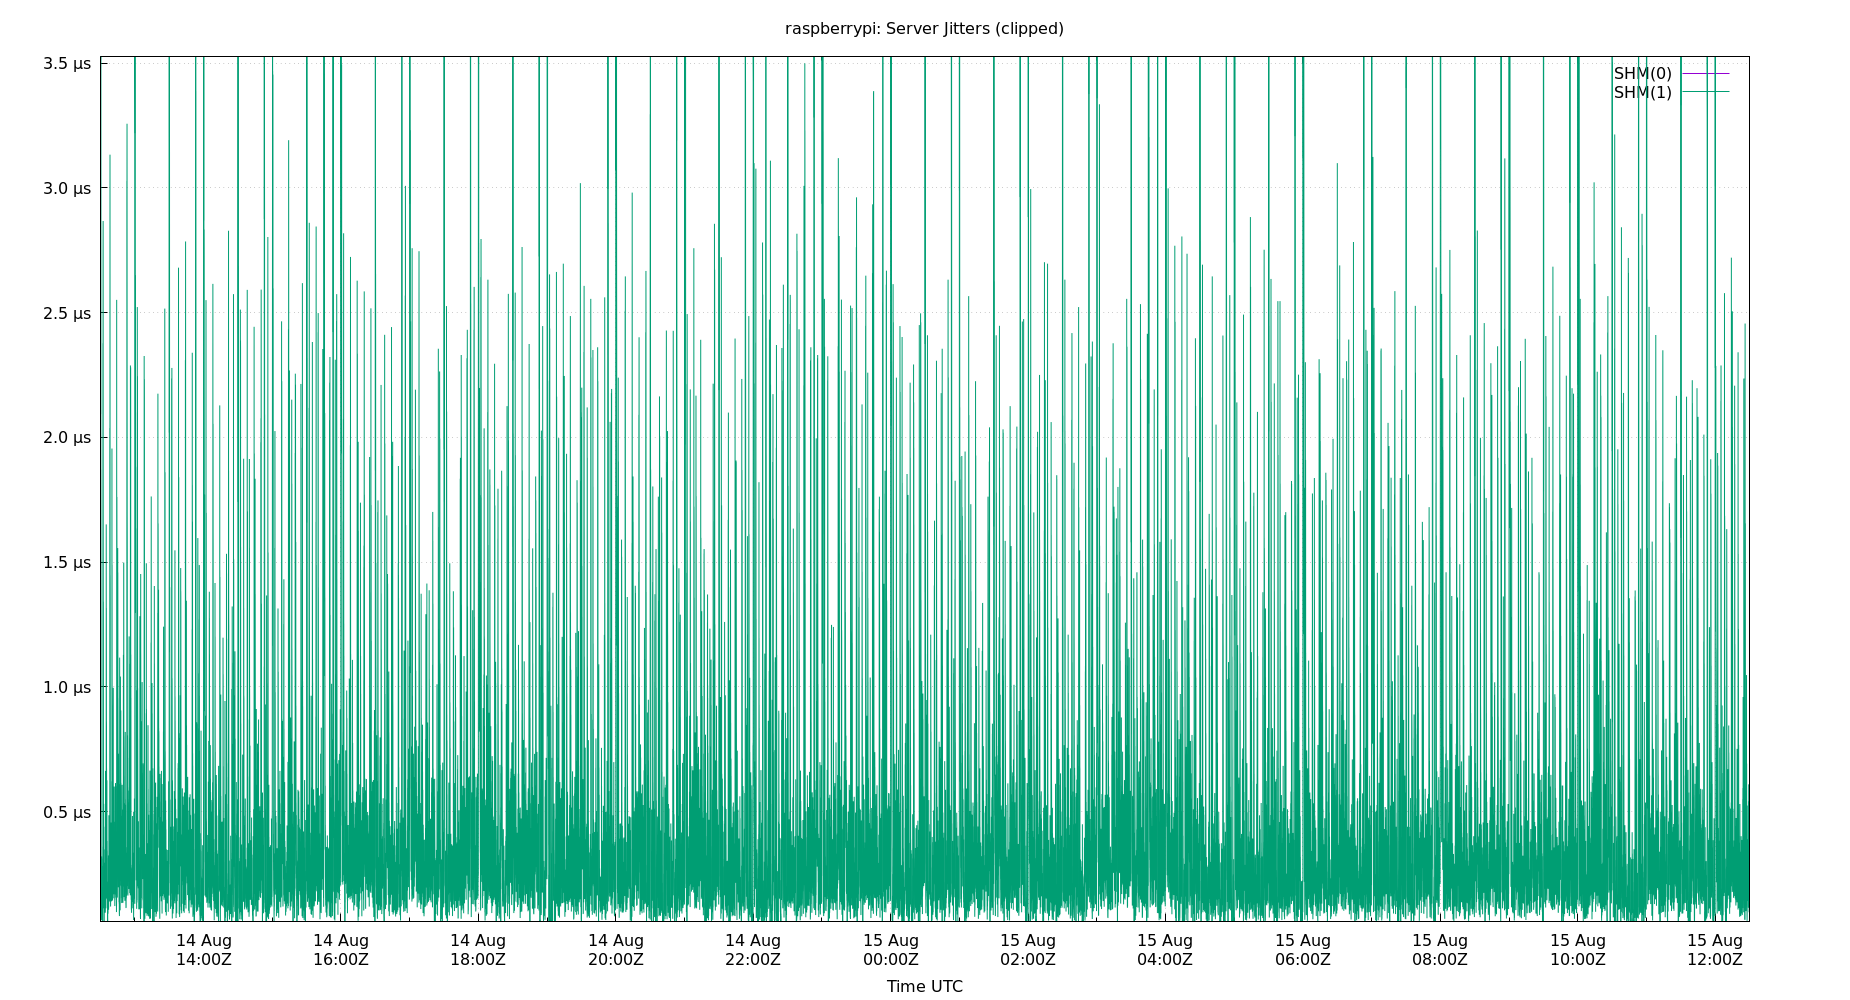 raspberrypi: Server Jitters (clipped)
3.5 μs
3.0 μs
2.5 μs
2.0 μs
1.5 μs
1.0 μs
0.5 μs
SHM(0)
SHM(1)
14 Aug 14 Aug 14 Aug 14 Aug 14 Aug 15 Aug 15 Aug 15 Aug 15 Aug 15 Aug 15 Aug 15 Aug
14:00Z 16:00Z 18:00Z 20:00Z 22:00Z 00:00Z 02:00Z 04:00Z 06:00Z 08:00Z 10:00Z 12:00Z
Time UTC